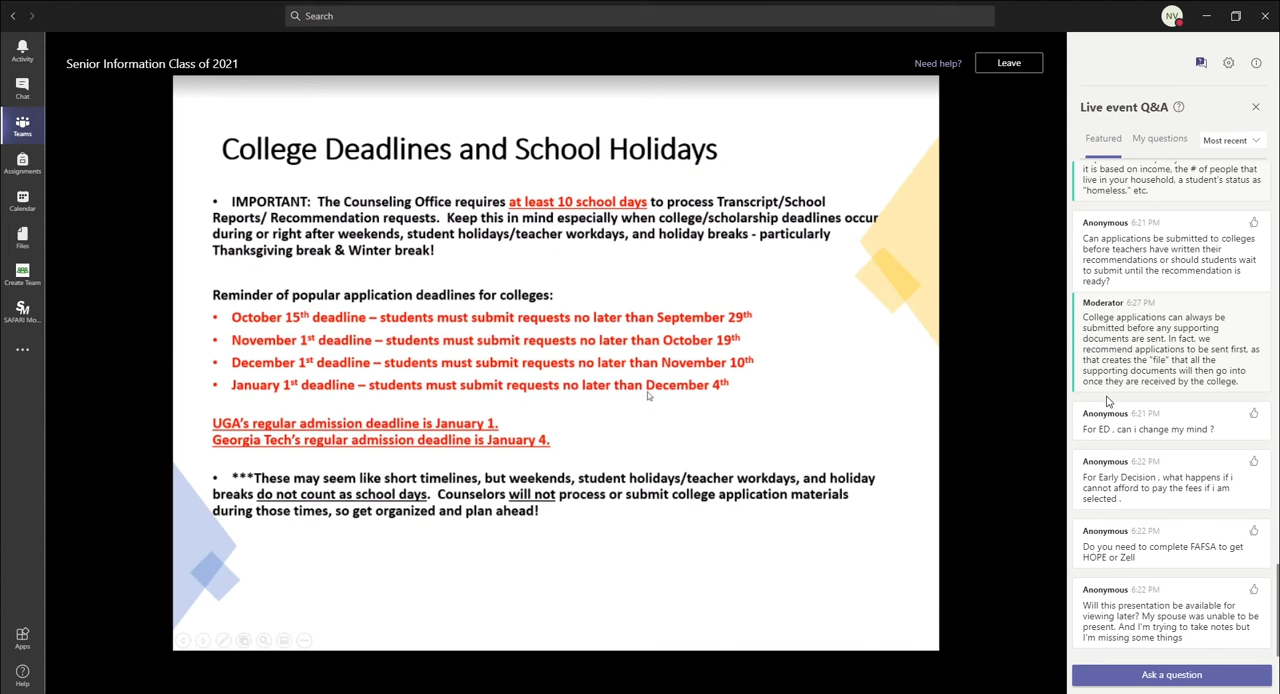 Search
NV
Activity
Chat
Teams
Assignments
Calendar
Files
Create Team
SAFARI Mo...
Apps
Help
Senior Information Class of 2021
Need help?
Leave
College Deadlines and School Holidays
• IMPORTANT: The Counseling Office requires at least 10 school days to process Transcript/School
Reports/ Recommendation requests. Keep this in mind especially when college/scholarship deadlines occur
during or right after weekends, student holidays/teacher workdays, and holiday breaks - particularly
Thanksgiving break & Winter break!
Reminder of popular application deadlines for colleges:
• October 15th deadline – students must submit requests no later than September 29th
• November 1st deadline – students must submit requests no later than October 19th
• December 1st deadline – students must submit requests no later than November 10th
• January 1st deadline – students must submit requests no later than December 4th
UGA's regular admission deadline is January 1.
Georgia Tech's regular admission deadline is January 4.
• ***These may seem like short timelines, but weekends, student holidays/teacher workdays, and holiday
breaks do not count as school days. Counselors will not process or submit college application materials
during those times, so get organized and plan ahead!
Live event Q&A
Featured
My questions
Most recent
it is based on income, the # of people that
live in your household, a student's status as
"homeless," etc.
Anonymous 6:21 PM
Can applications be submitted to colleges
before teachers have written their
recommendations or should students wait
to submit until the recommendation is
ready?
Moderator 6:27 PM
College applications can always be
submitted before any supporting
documents are sent. In fact, we
recommend applications to be sent first, as
that creates the "file" that all the
supporting documents will then go into
once they are received by the college.
Anonymous 6:21 PM
For ED , can i change my mind ?
Anonymous 6:22 PM
For Early Decision , what happens if i
cannot afford to pay the fees if i am
selected .
Anonymous 6:22 PM
Do you need to complete FAFSA to get
HOPE or Zell
Anonymous 6:22 PM
Will this presentation be available for
viewing later? My spouse was unable to be
present. And I'm trying to take notes but
I'm missing some things
Ask a question